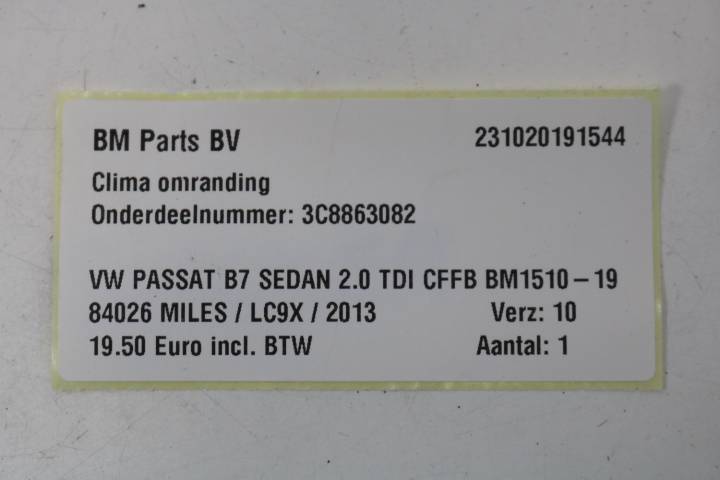 BM Parts BV 231020191544
Clima omranding
Onderdeelnummer: 3C8863082
VW PASSAT B7 SEDAN 2.0 TDI CFFB BM1510-19
84026 MILES / LC9X / 2013 Verz: 10
19.50 Euro incl. BTW Aantal: 1